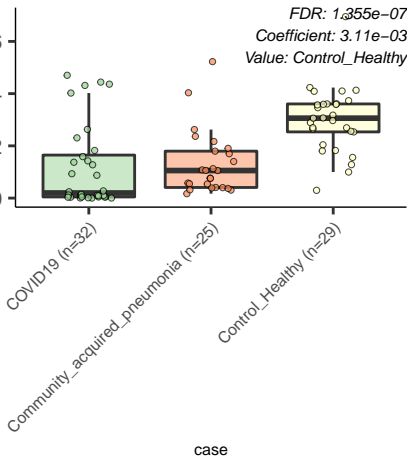 FDR: 1.355e−07
Coefficient: 3.11e−03
Value: Control_Healthy
COVID19 (n=32)
Community_acquired_pneumonia (n=25)
Control_Healthy (n=29)
case